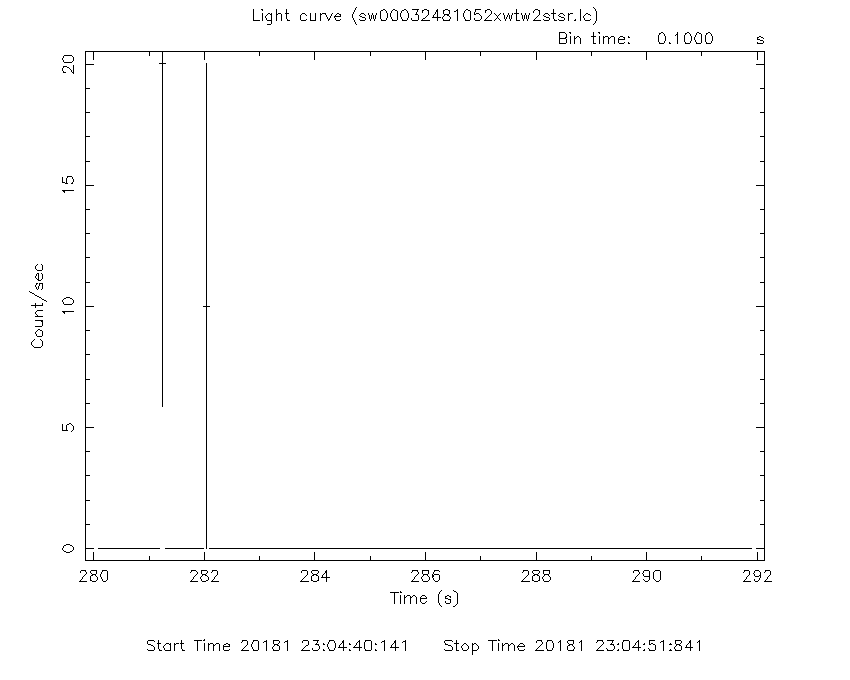 Light curve (sw00032481052xwtw2stsr.lc)
Bin time: 0.1000 s
20
15
10
5
0
Count/sec
280 282 284 286 288 290 292
Time (s)
Start Time 20181 23:04:40:141 Stop Time 20181 23:04:51:841